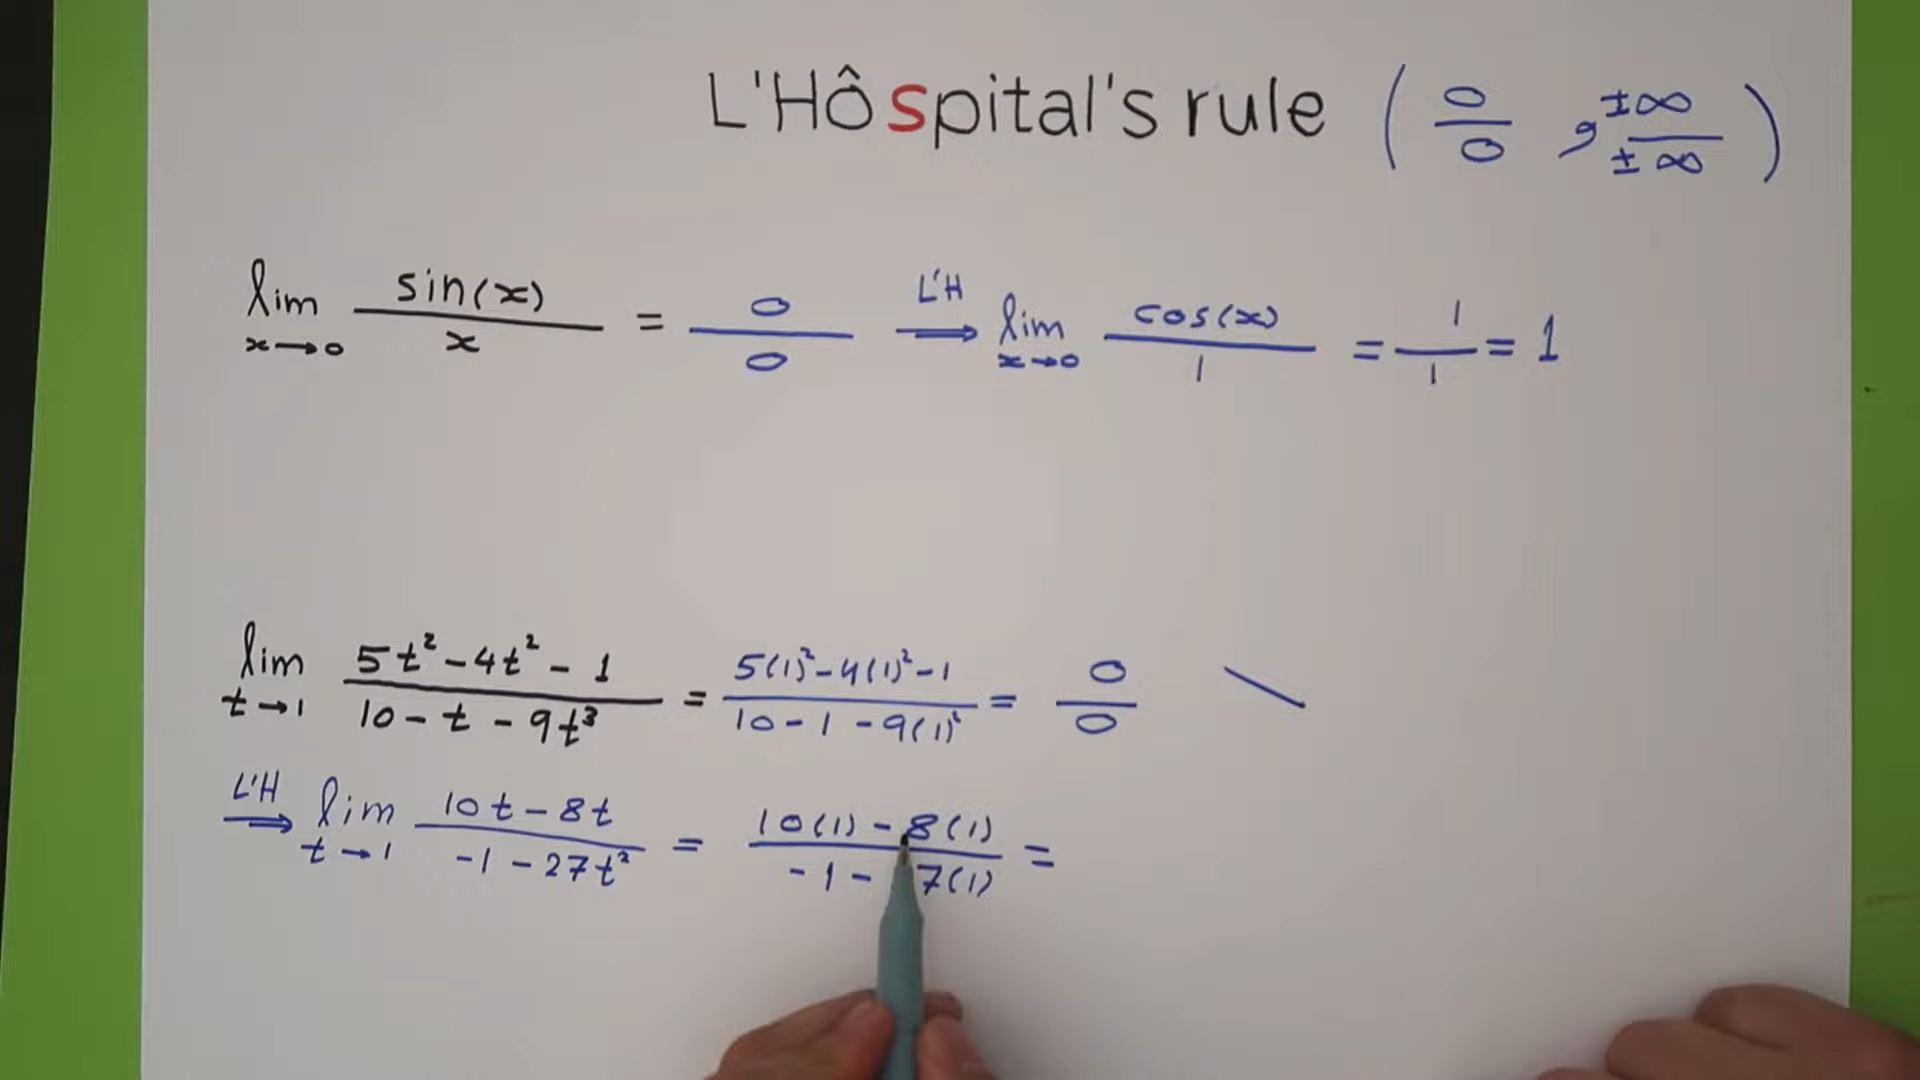 L'Hôspital's rule ( 0/0 , ±∞/±∞ )
lim x→0 sin(x)/x = 0/0 L'H ⟶ lim x→0 cos(x)/1 = 1/1 = 1
lim t→1 (5t² - 4t² - 1)/(10 - t - 9t³) = (5(1)² - 4(1)² - 1)/(10 - 1 - 9(1)²) = 0/0
L'H ⟶ lim t→1 (10t - 8t)/(-1 - 27t²) = (10(1) - 8(1))/(-1 - 7(1)) =